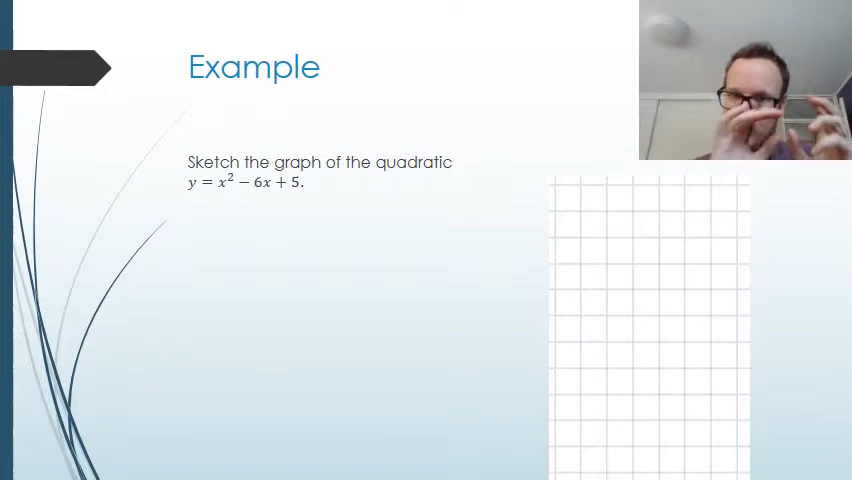 Example
Sketch the graph of the quadratic
y = x² − 6x + 5.